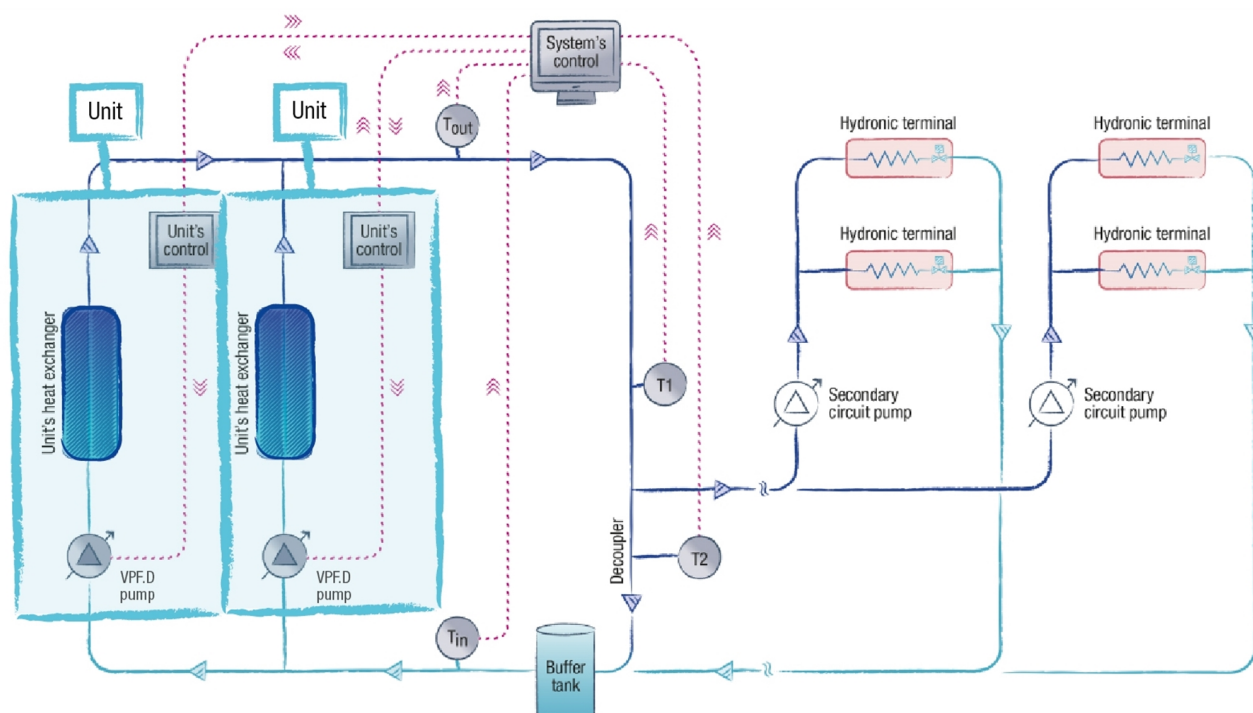 System's
control
Unit
Unit
Tout
Hydronic terminal
Hydronic terminal
Unit's
control
Unit's
control
Hydronic terminal
Hydronic terminal
Unit's heat exchanger
Unit's heat exchanger
T1
Secondary
circuit pump
Secondary
circuit pump
Decoupler
T2
VPF.D
pump
VPF.D
pump
Tin
Buffer
tank